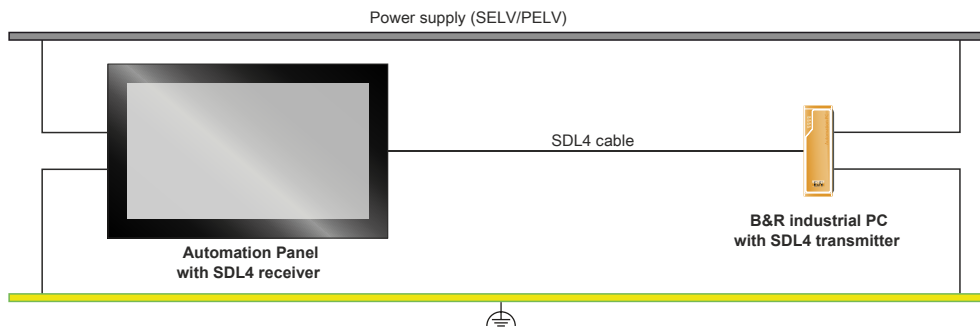 Power supply (SELV/PELV)
SDL4 cable
B&R industrial PC
with SDL4 transmitter
Automation Panel
with SDL4 receiver